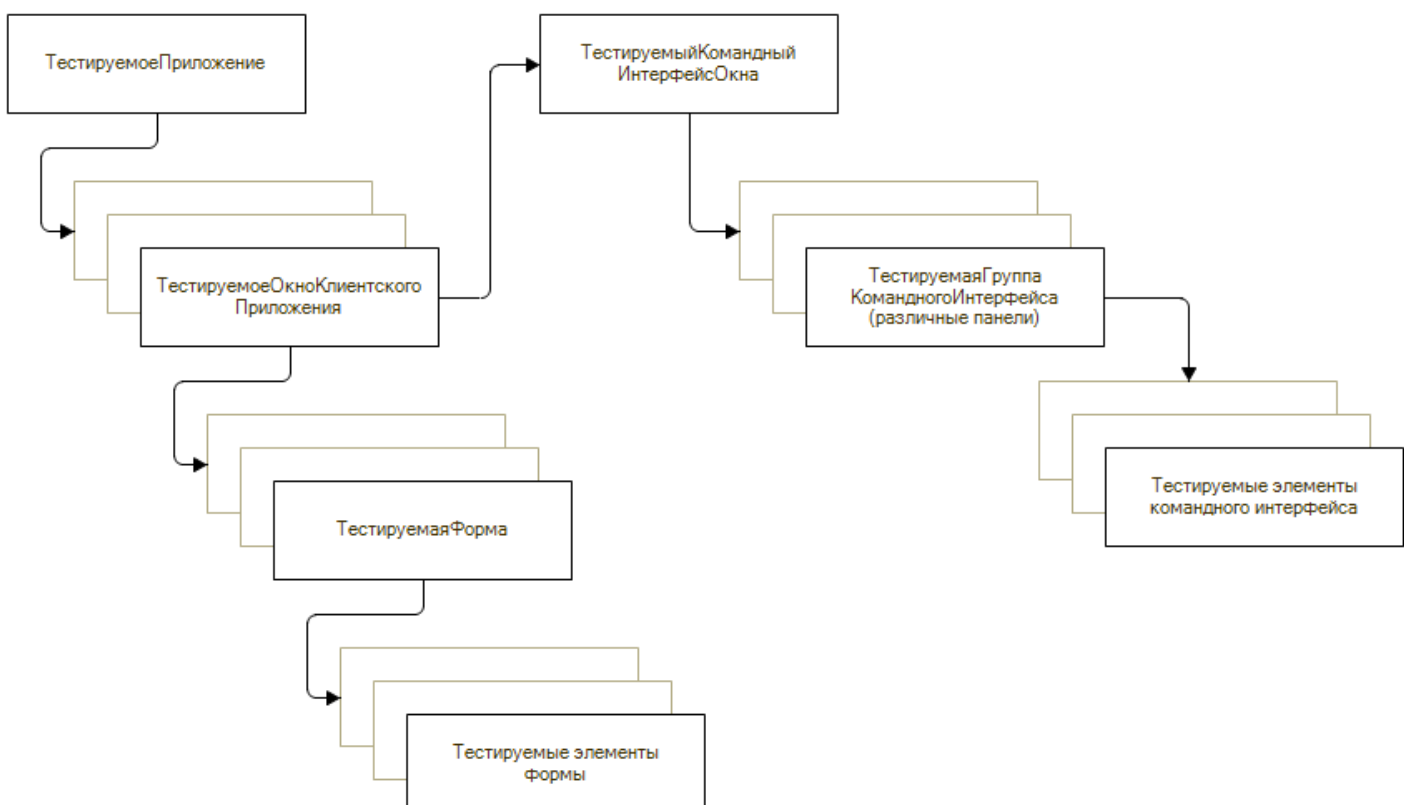 ТестируемоеПриложение
ТестируемыйКомандный
ИнтерфейсОкна
ТестируемоеОкноКлиентского
Приложения
ТестируемаяГруппа
КомандногоИнтерфейса
(различные панели)
Тестируемые элементы
командного интерфейса
ТестируемаяФорма
Тестируемые элементы
формы